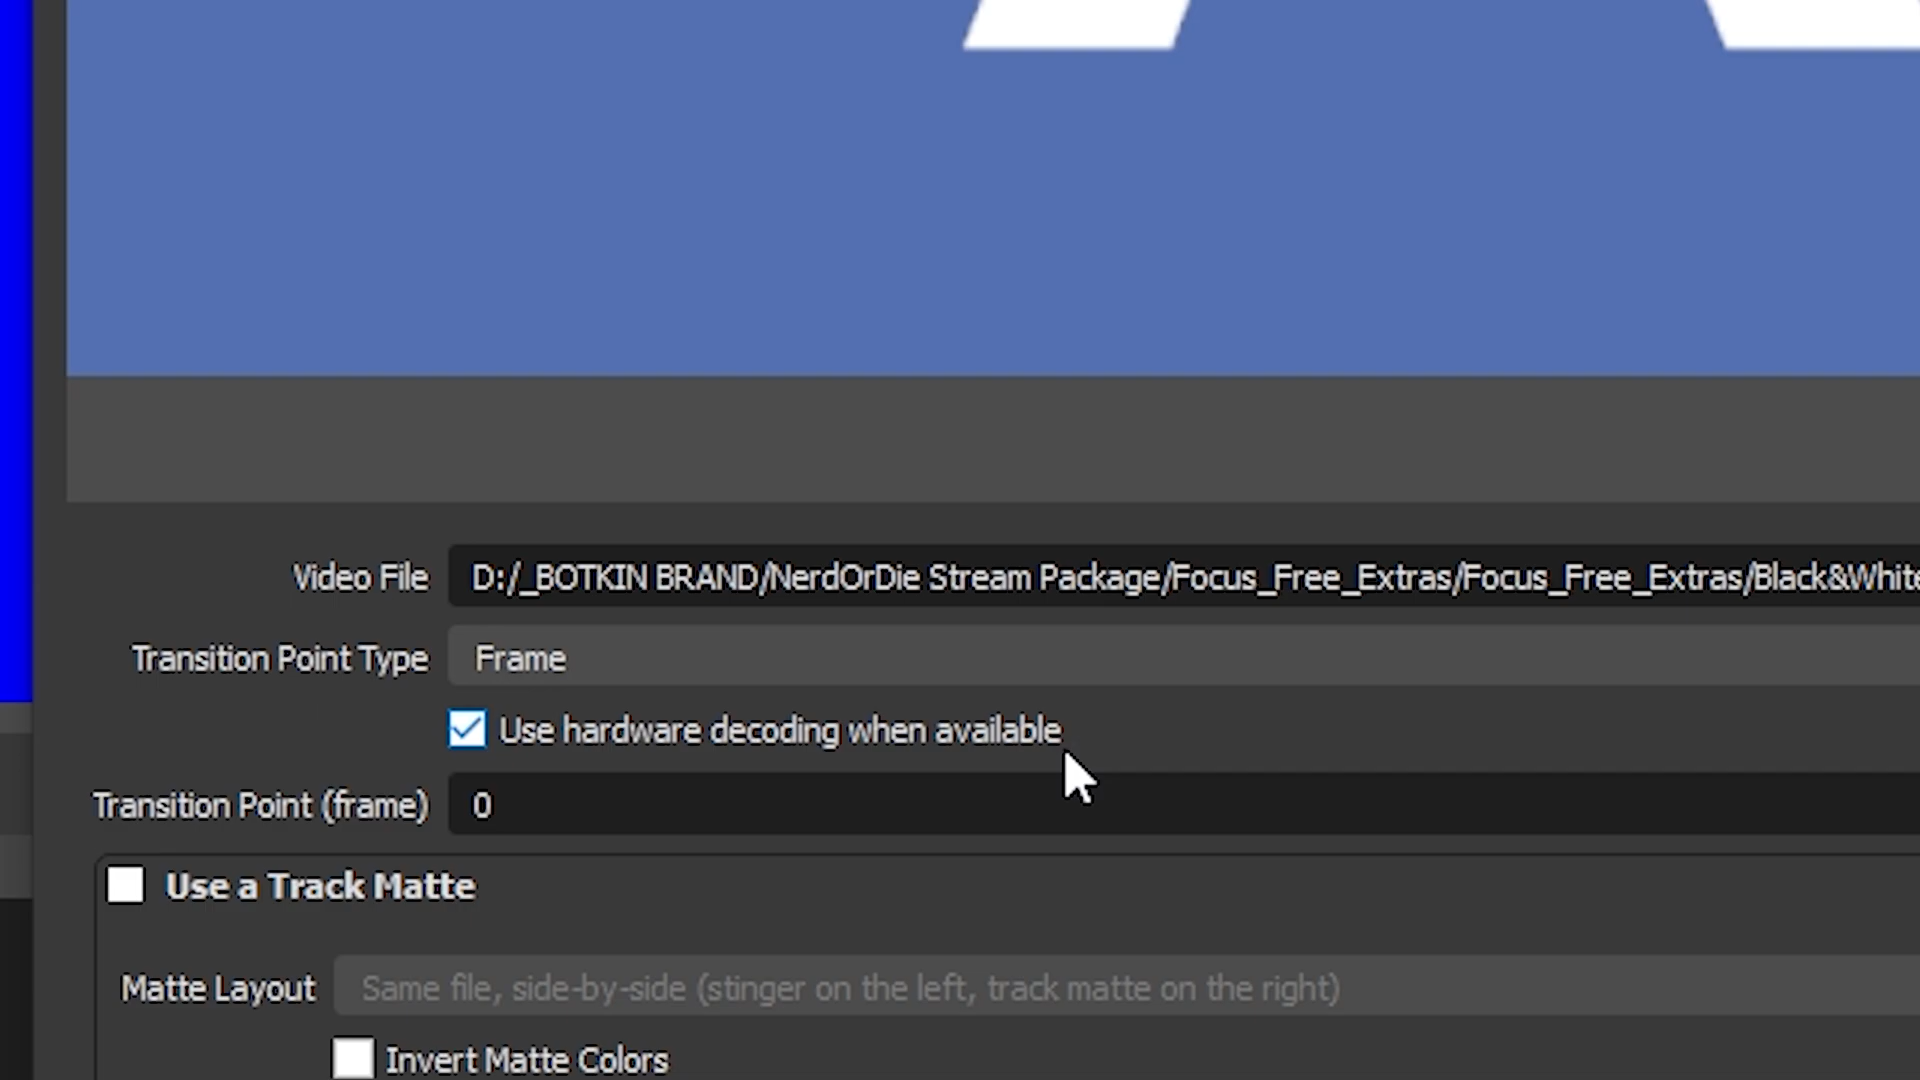 Video File D:/_BOTKIN BRAND/NerdOrDie Stream Package/Focus_Free_Extras/Focus_Free_Extras/Black&White
Transition Point Type Frame
Use hardware decoding when available
Transition Point (frame) 0
Use a Track Matte
Matte Layout Same file, side-by-side (stinger on the left, track matte on the right)
Invert Matte Colors